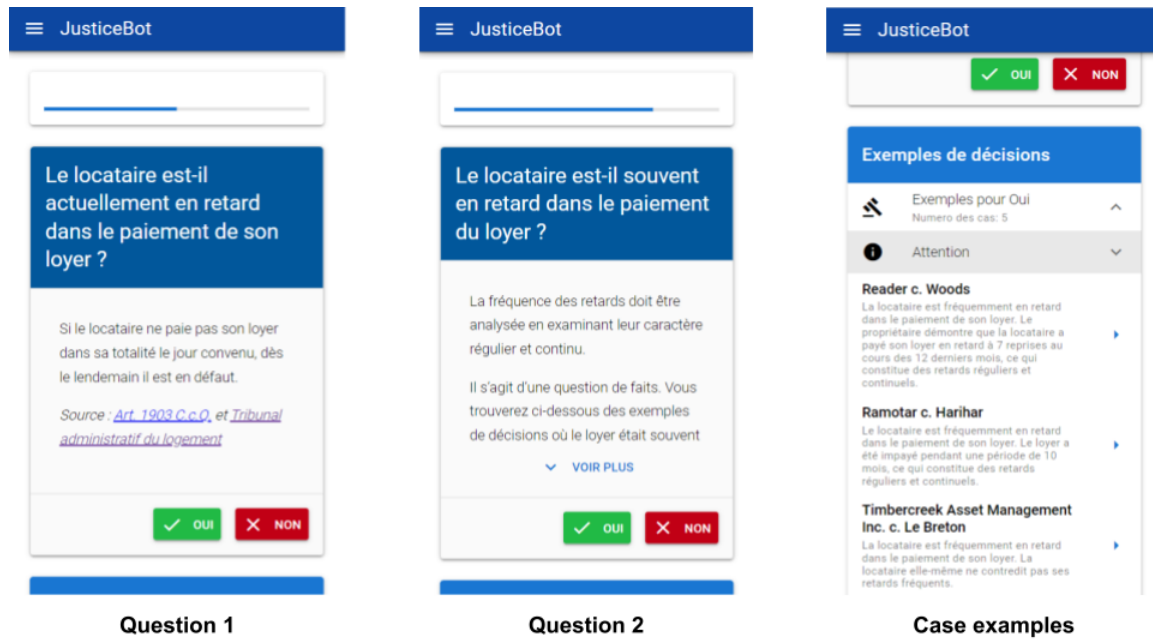 JusticeBot
Le locataire est-il
actuellement en retard
dans le paiement de son
loyer ?
Si le locataire ne paie pas son loyer
dans sa totalité le jour convenu, dès
le lendemain il est en défaut.
Source : Art. 1903 C.c.Q. et Tribunal
administratif du logement
OUI
NON
Question 1
JusticeBot
Le locataire est-il souvent
en retard dans le paiement
du loyer ?
La fréquence des retards doit être
analysée en examinant leur caractère
régulier et continu.
Il s'agit d'une question de faits. Vous
trouverez ci-dessous des exemples
de décisions où le loyer était souvent
VOIR PLUS
OUI
NON
Question 2
JusticeBot
OUI
NON
Exemples de décisions
Exemples pour Oui
Numero des cas: 5
Attention
Reader c. Woods
La locataire est fréquemment en retard
dans le paiement de son loyer. Le
propriétaire démontre que la locataire a
payé son loyer en retard à 7 reprises au
cours des 12 derniers mois, ce qui
constitue des retards réguliers et
continuels.
Ramotar c. Harihar
Le locataire est fréquemment en retard
dans le paiement de son loyer. Le loyer a
été impayé pendant une période de 10
mois, ce qui constitue des retards
réguliers et continuels.
Timbercreek Asset Management
Inc. c. Le Breton
La locataire est fréquemment en retard
dans le paiement de son loyer. La
locataire elle-même ne contredit pas ses
retards fréquents.
Case examples